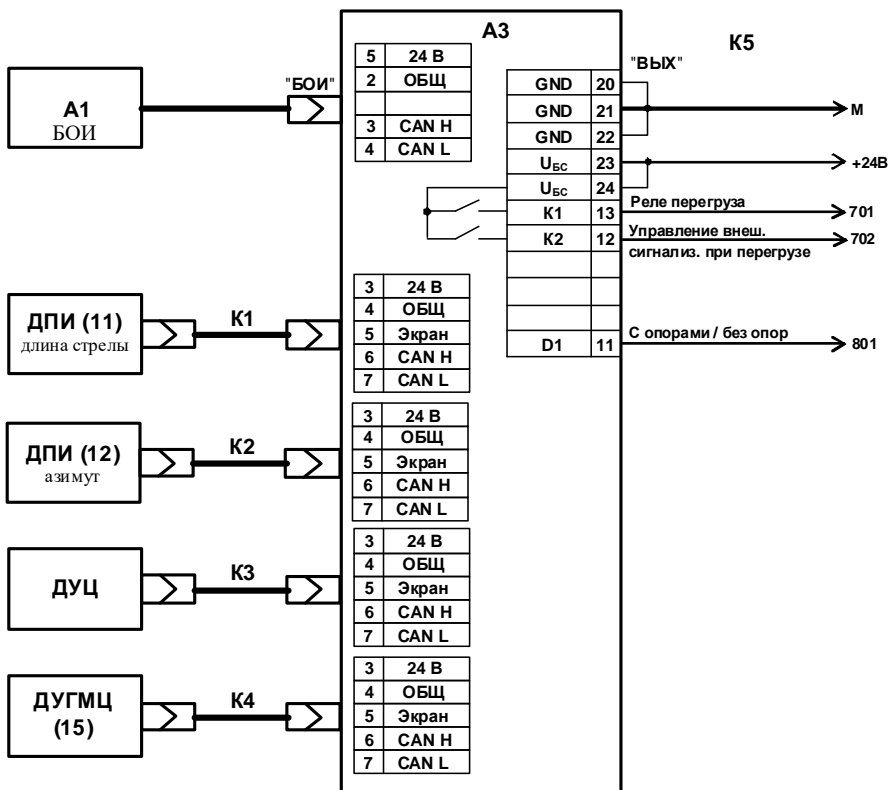 А3
К5
5 24 В
2 ОБЩ
3 CAN H
4 CAN L
"БОИ"
А1
БОИ
"ВЫХ"
GND 20
GND 21
GND 22
UБС 23
UБС 24
К1 13
К2 12
D1 11
М
+24В
Реле перегруза
701
Управление внеш.
сигнализ. при перегрузе
702
С опорами / без опор
801
ДПИ (11)
длина стрелы
К1
3 24 В
4 ОБЩ
5 Экран
6 CAN H
7 CAN L
ДПИ (12)
азимут
К2
3 24 В
4 ОБЩ
5 Экран
6 CAN H
7 CAN L
ДУЦ
К3
3 24 В
4 ОБЩ
5 Экран
6 CAN H
7 CAN L
ДУГМЦ
(15)
К4
3 24 В
4 ОБЩ
5 Экран
6 CAN H
7 CAN L